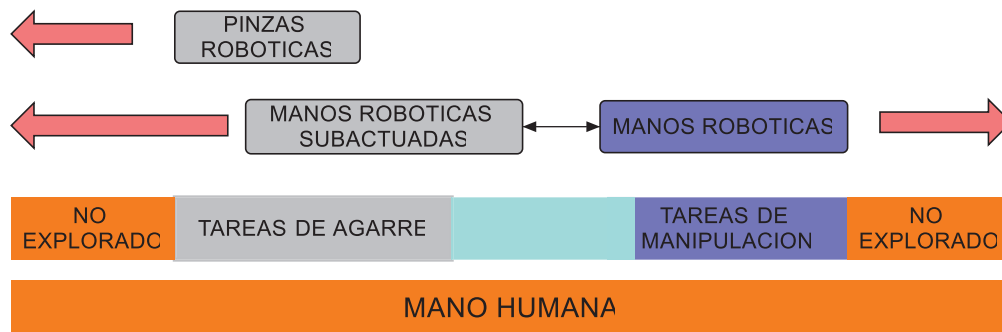 PINZAS
ROBOTICAS
MANOS ROBOTICAS
SUBACTUADAS
MANOS ROBOTICAS
NO
EXPLORADO
TAREAS DE AGARRE
TAREAS DE
MANIPULACION
NO
EXPLORADO
MANO HUMANA